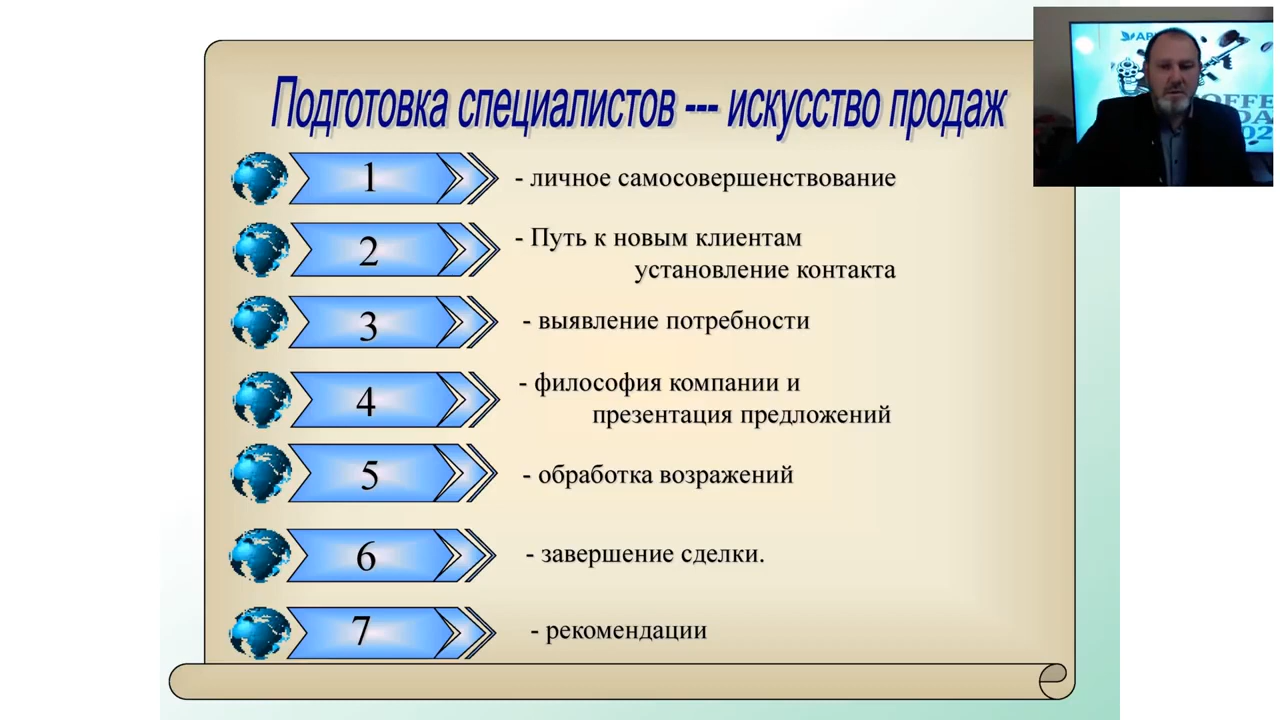 Подготовка специалистов --- искусство продаж
1 - личное самосовершенствование
2 - Путь к новым клиентам
установление контакта
3 - выявление потребности
4 - философия компании и
презентация предложений
5 - обработка возражений
6 - завершение сделки.
7 - рекомендации